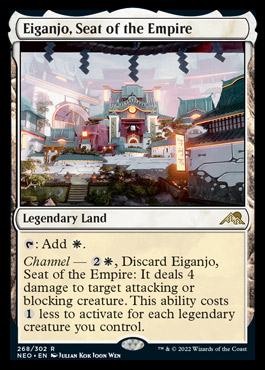 Eiganjo, Seat of the Empire
Legendary Land
: Add .
Channel — 2, Discard Eiganjo,
Seat of the Empire: It deals 4
damage to target attacking or
blocking creature. This ability costs
1 less to activate for each legendary
creature you control.
268/302 R
NEO • EN Julian Kok Joon Wen
™ & © 2022 Wizards of the Coast